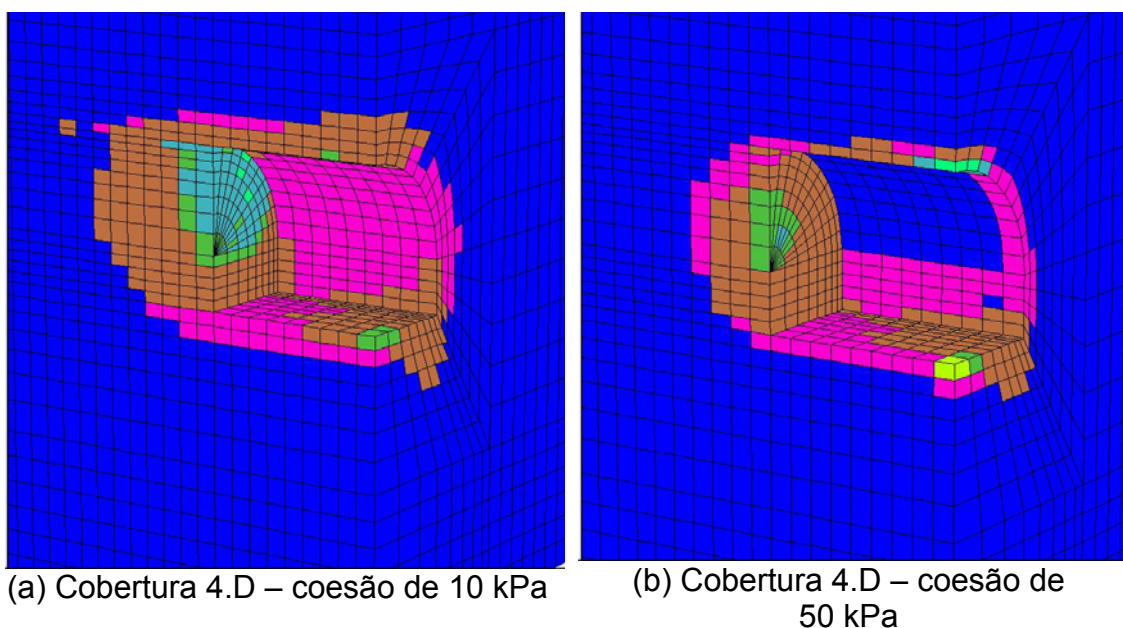 (a) Cobertura 4.D – coesão de 10 kPa
(b) Cobertura 4.D – coesão de
50 kPa